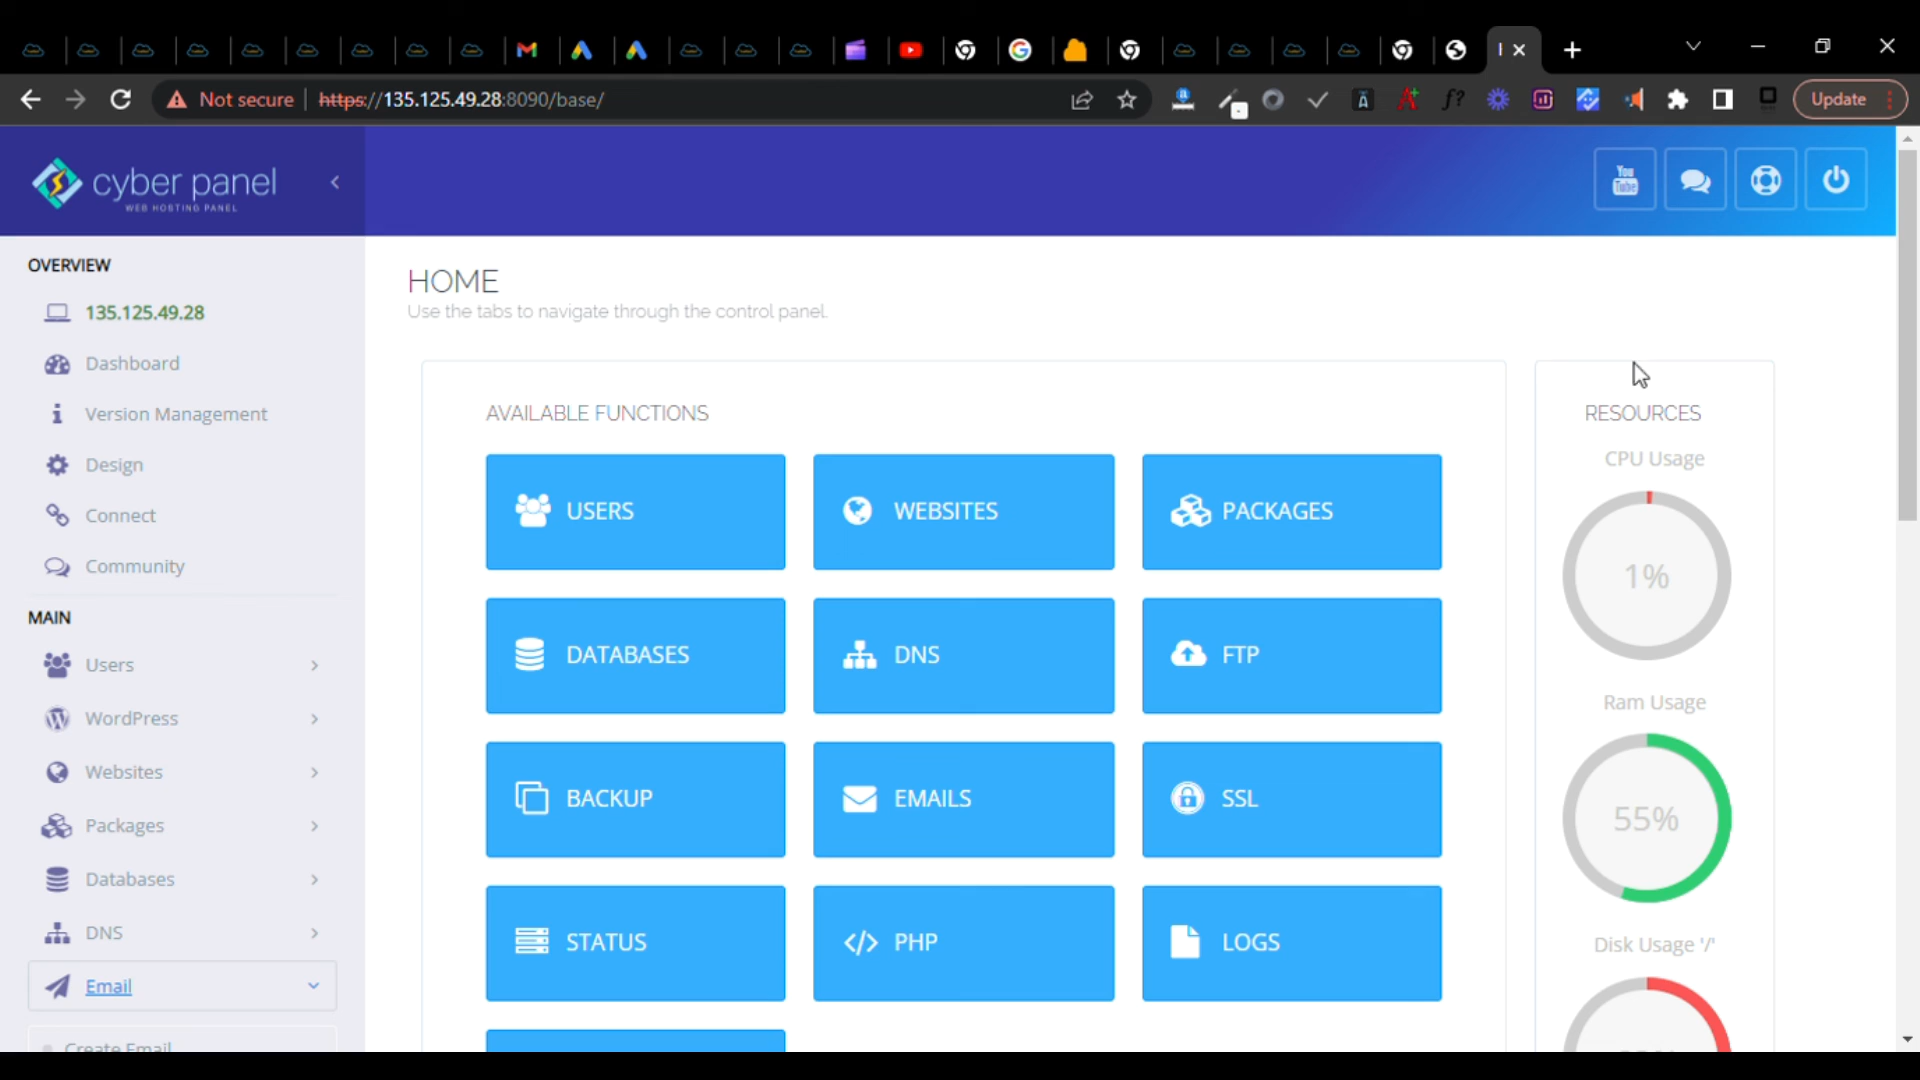 Not secure
https://135.125.49.28:8090/base/
Update
cyber panel
WEB HOSTING PANEL
You
Tube
OVERVIEW
135.125.49.28
Dashboard
Version Management
Design
Connect
Community
MAIN
Users
WordPress
Websites
Packages
Databases
DNS
Email
Create Email
HOME
Use the tabs to navigate through the control panel.
AVAILABLE FUNCTIONS
USERS
WEBSITES
PACKAGES
DATABASES
DNS
FTP
BACKUP
EMAILS
SSL
STATUS
PHP
LOGS
RESOURCES
CPU Usage
1%
Ram Usage
55%
Disk Usage '/'